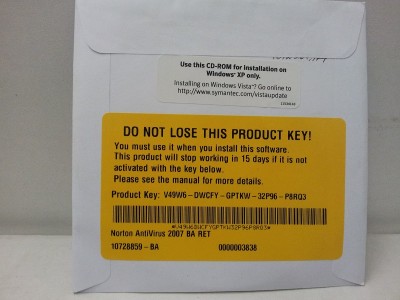 Use this CD-ROM for installation on
Windows® XP only.
Installing on Windows Vista™? Go online to
http://www.symantec.com/vistaupdate
DO NOT LOSE THIS PRODUCT KEY!
You must use it when you install this software.
This product will stop working in 15 days if it is not
activated with the key below.
Please see the manual for more details.
Product Key: V49W6-DWCFY-GPTKW-32P96-P8RQ3
*V49W6DWCFYGPTKW32P96P8RQ3*
Norton AntiVirus 2007 BA RET
10728859-BA 0000003838